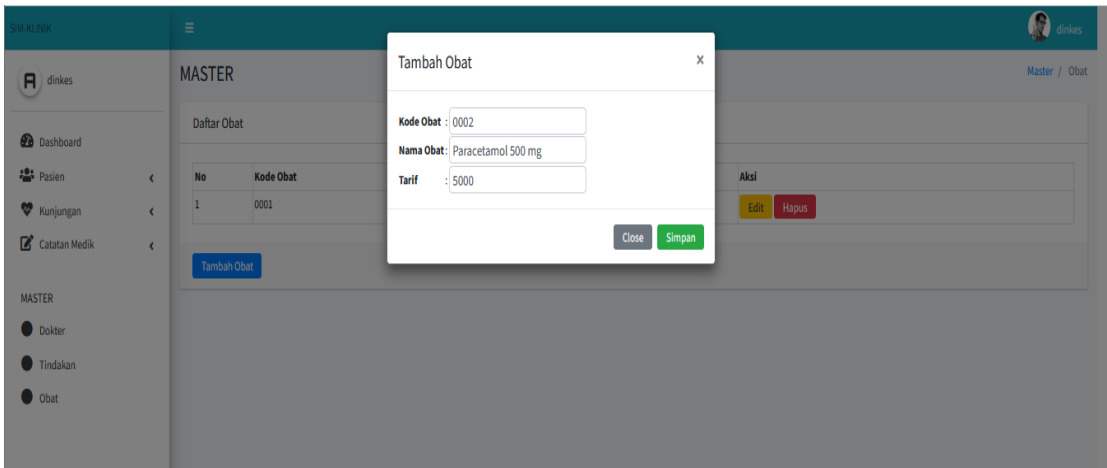 SIM-KLINIK
dinkes
dinkes
MASTER
Master / Obat
Daftar Obat
Dashboard
Pasien
Kunjungan
Catatan Medik
MASTER
Dokter
Tindakan
Obat
No Kode Obat Aksi
1 0001 Edit Hapus
Tambah Obat
Tambah Obat x
Kode Obat : 0002
Nama Obat : Paracetamol 500 mg
Tarif : 5000
Close Simpan